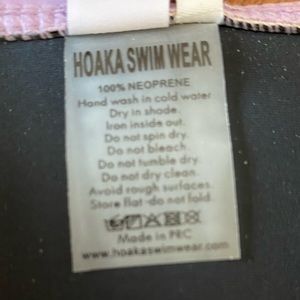 HOAKA SWIM WEAR
100% NEOPRENE
Hand wash in cold water
Dry in shade.
Iron inside out.
Do not spin dry.
Do not bleach.
Do not tumble dry.
Do not dry clean.
Avoid rough surfaces.
Store flat -do not fold.
Made in PRC
www.hoakaswimwear.com